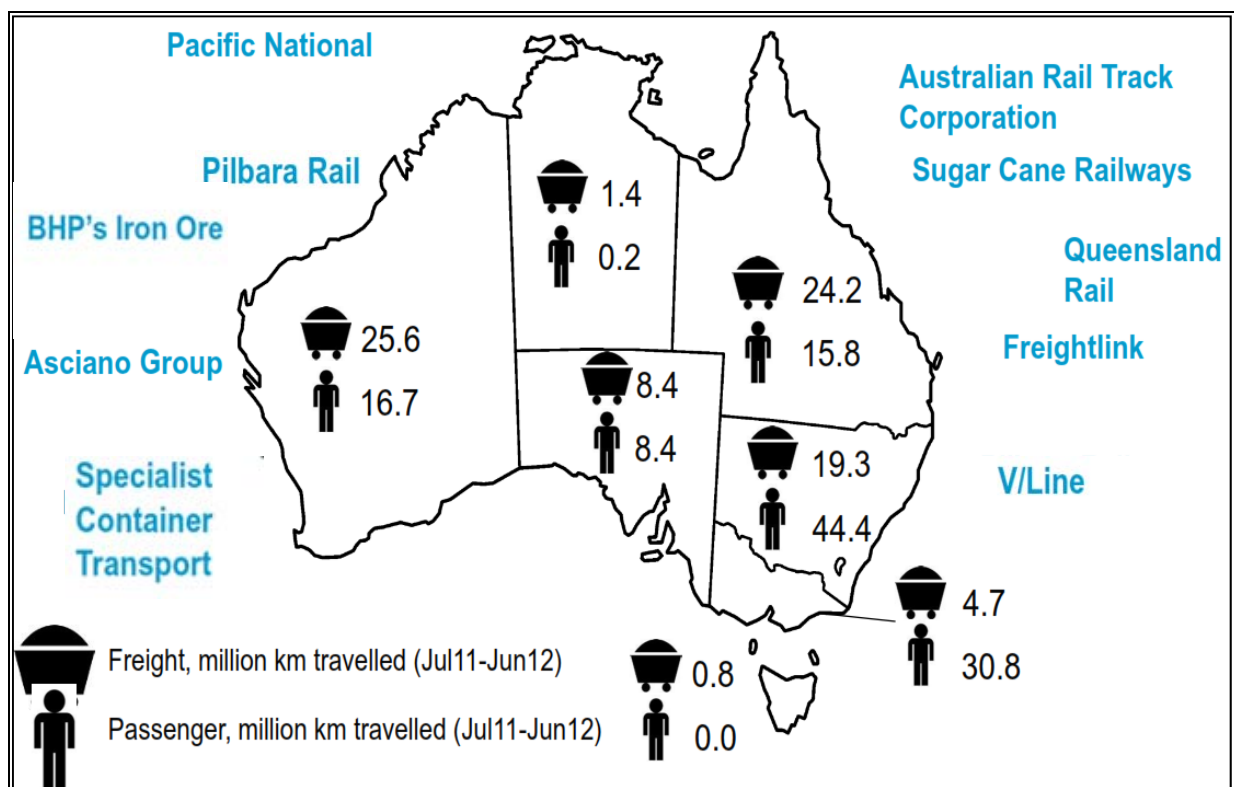 Pacific National
Australian Rail Track
Corporation
Pilbara Rail
Sugar Cane Railways
1.4
BHP's Iron Ore
0.2
Queensland
Rail
24.2
25.6
15.8
Freightlink
Asciano Group
16.7
8.4
8.4
19.3
V/Line
Specialist
Container
Transport
44.4
4.7
30.8
Freight, million km travelled (Jul11-Jun12)
0.8
Passenger, million km travelled (Jul11-Jun12)
0.0